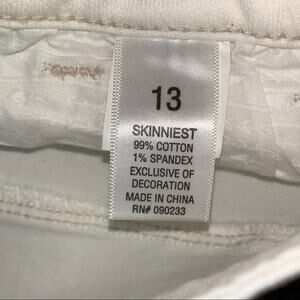 13
SKINNIEST
99% COTTON
1% SPANDEX
EXCLUSIVE OF
DECORATION
MADE IN CHINA
RN# 090233